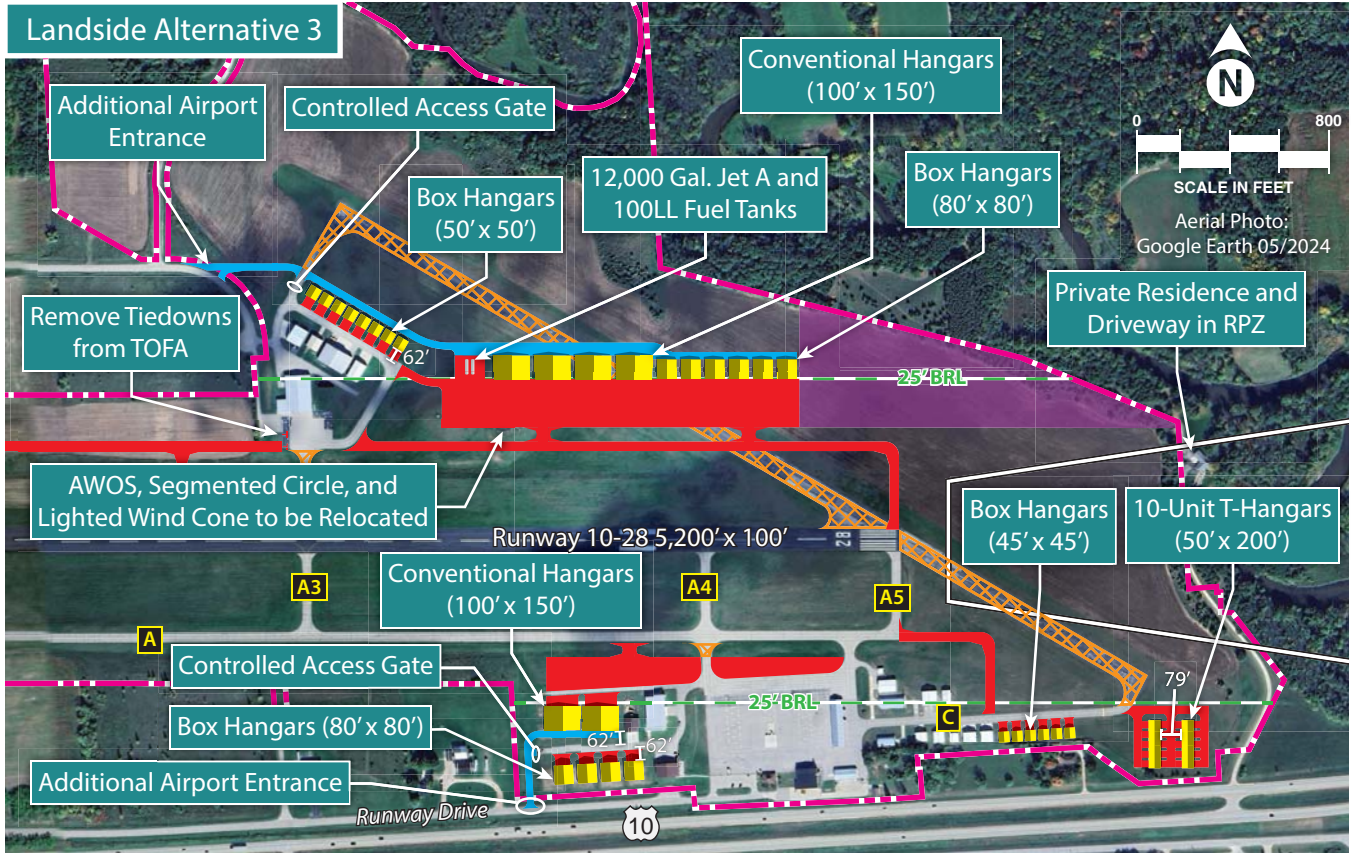 Landside Alternative 3
Additional Airport
Entrance
Controlled Access Gate
Conventional Hangars
(100' x 150')
N
0 800
SCALE IN FEET
Aerial Photo:
Google Earth 05/2024
Box Hangars
(50' x 50')
12,000 Gal. Jet A and
100LL Fuel Tanks
Box Hangars
(80' x 80')
Private Residence and
Driveway in RPZ
Remove Tiedowns
from TOFA
62'
25' BRL
AWOS, Segmented Circle, and
Lighted Wind Cone to be Relocated
Box Hangars
(45' x 45')
10-Unit T-Hangars
(50' x 200')
Runway 10-28 5,200' x 100'
28
Conventional Hangars
(100' x 150')
A3
A4
A5
A
Controlled Access Gate
79'
25' BRL
C
Box Hangars (80' x 80')
62'
62'
Additional Airport Entrance
Runway Drive
10